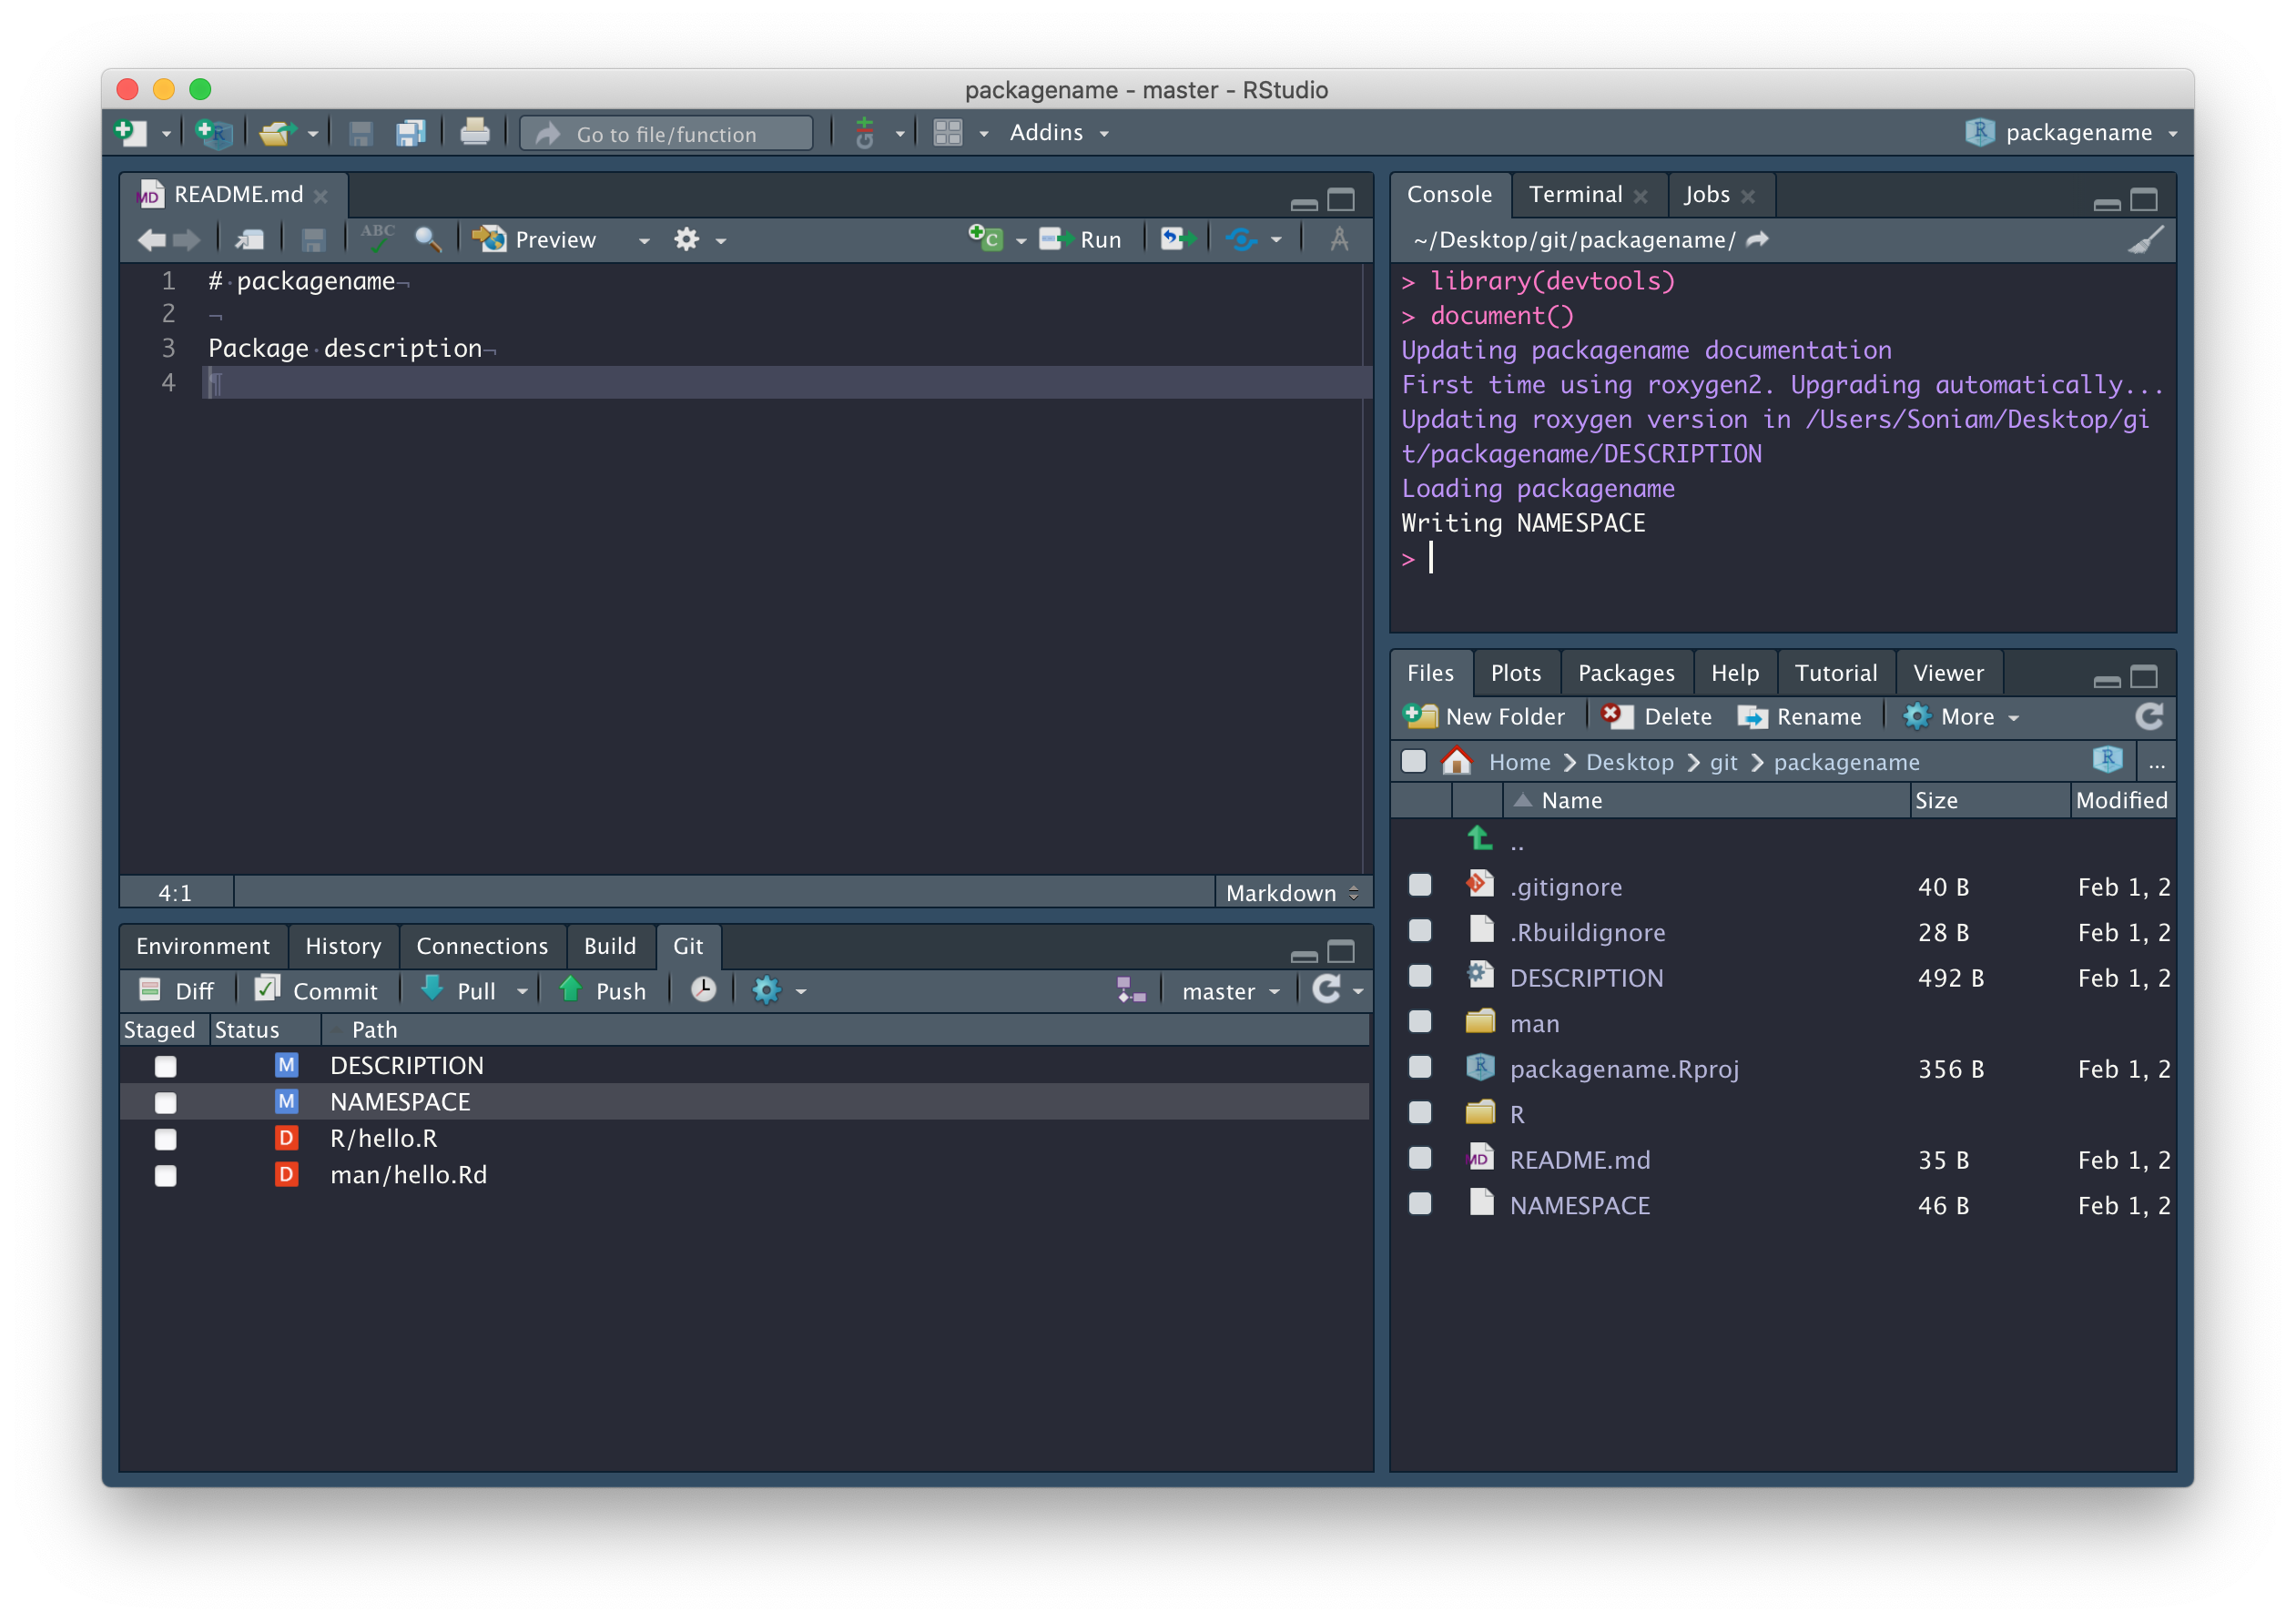 packagename - master - RStudio
Go to file/function
Addins
packagename
README.md
ABC
Preview
Run
1 # packagename
2
3 Package description
4
4:1
Markdown
Environment History Connections Build Git
Diff Commit Pull Push master
Staged Status Path
M DESCRIPTION
M NAMESPACE
D R/hello.R
D man/hello.Rd
Console Terminal Jobs
~/Desktop/git/packagename/
> library(devtools)
> document()
Updating packagename documentation
First time using roxygen2. Upgrading automatically...
Updating roxygen version in /Users/Soniam/Desktop/gi
t/packagename/DESCRIPTION
Loading packagename
Writing NAMESPACE
>
Files Plots Packages Help Tutorial Viewer
New Folder Delete Rename More
Home Desktop git packagename ...
Name Size Modified
..
.gitignore 40 B Feb 1, 2
.Rbuildignore 28 B Feb 1, 2
DESCRIPTION 492 B Feb 1, 2
man
packagename.Rproj 356 B Feb 1, 2
R
README.md 35 B Feb 1, 2
NAMESPACE 46 B Feb 1, 2